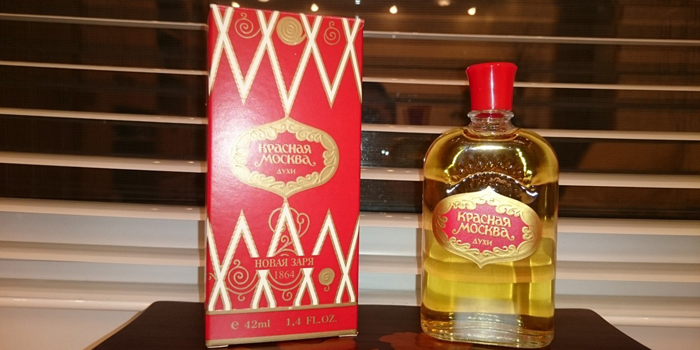 КРАСНАЯ
МОСКВА
ДУХИ
НОВАЯ ЗАРЯ
1864
℮ 42ml 1,4 FL.OZ.
КРАСНАЯ
МОСКВА
ДУХИ